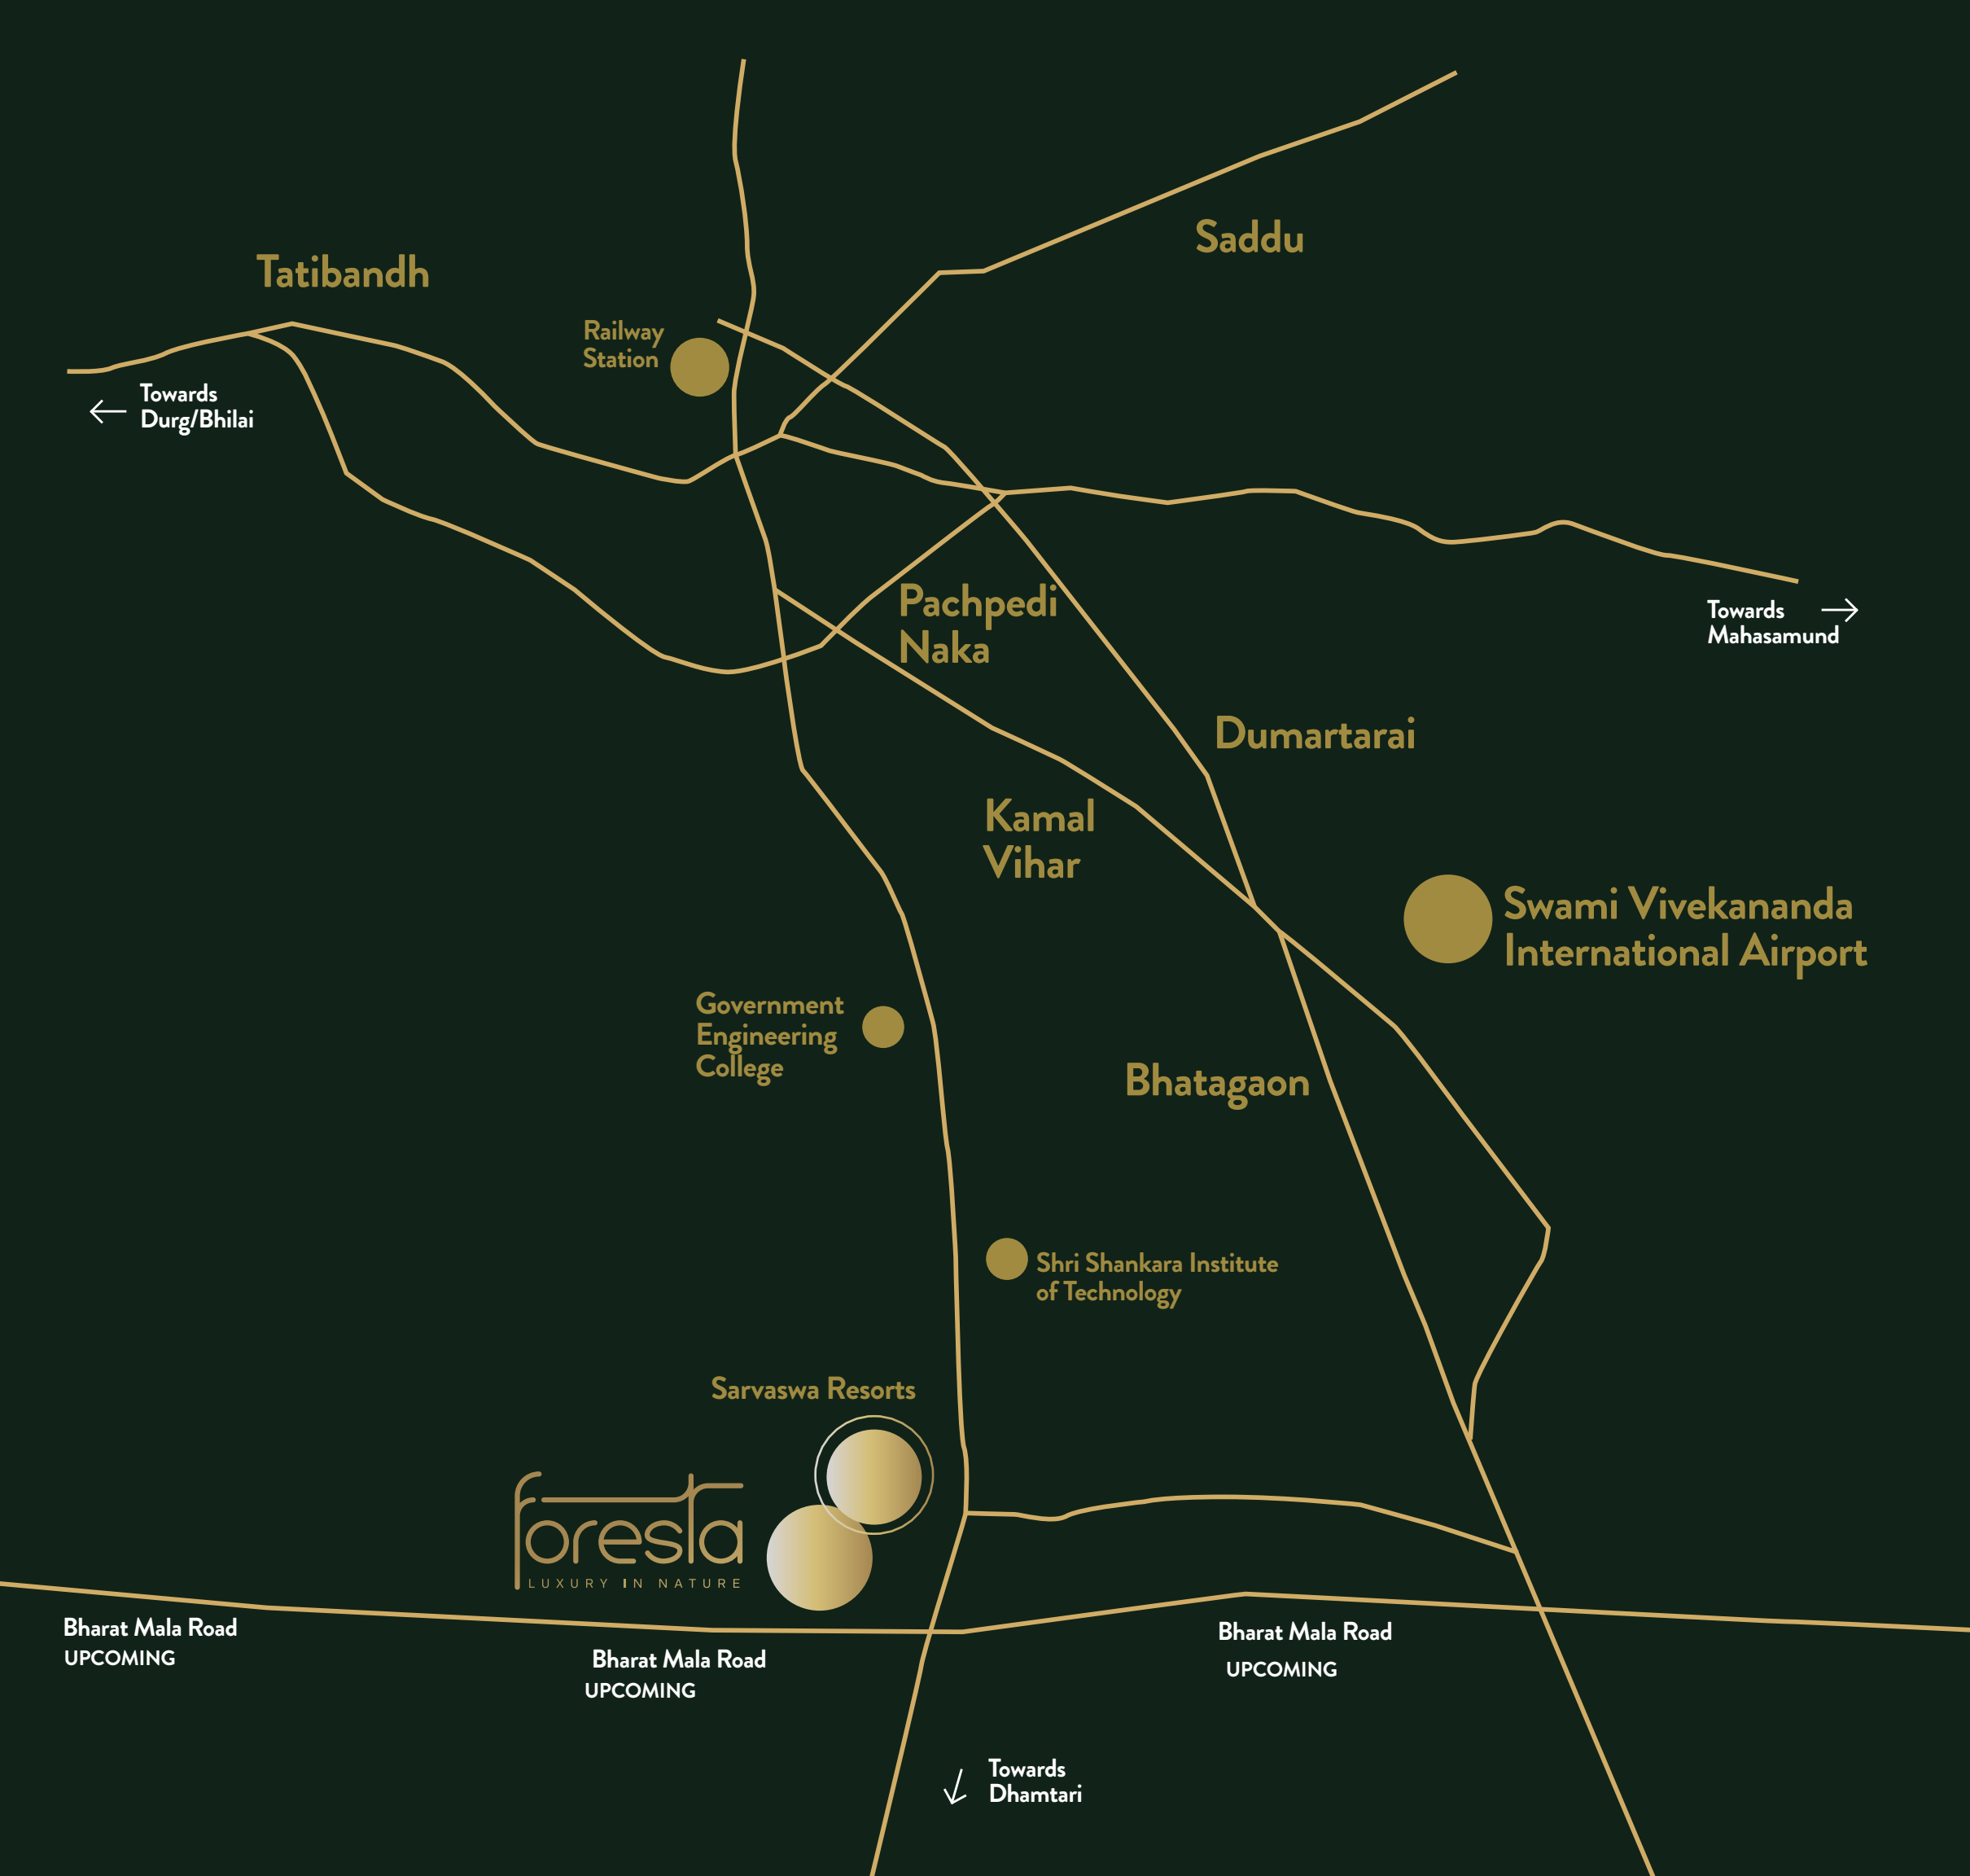 Saddu
Tatibandh
Railway
Station
Towards
Durg/Bhilai
Pachpedi
Naka
Towards
Mahasamund
Dumartarai
Kamal
Vihar
Swami Vivekananda
International Airport
Government
Engineering
College
Bhatagaon
Shri Shankara Institute
of Technology
Sarvaswa Resorts
foresta
LUXURY IN NATURE
Bharat Mala Road
UPCOMING
Bharat Mala Road
UPCOMING
Bharat Mala Road
UPCOMING
Towards
Dhamtari